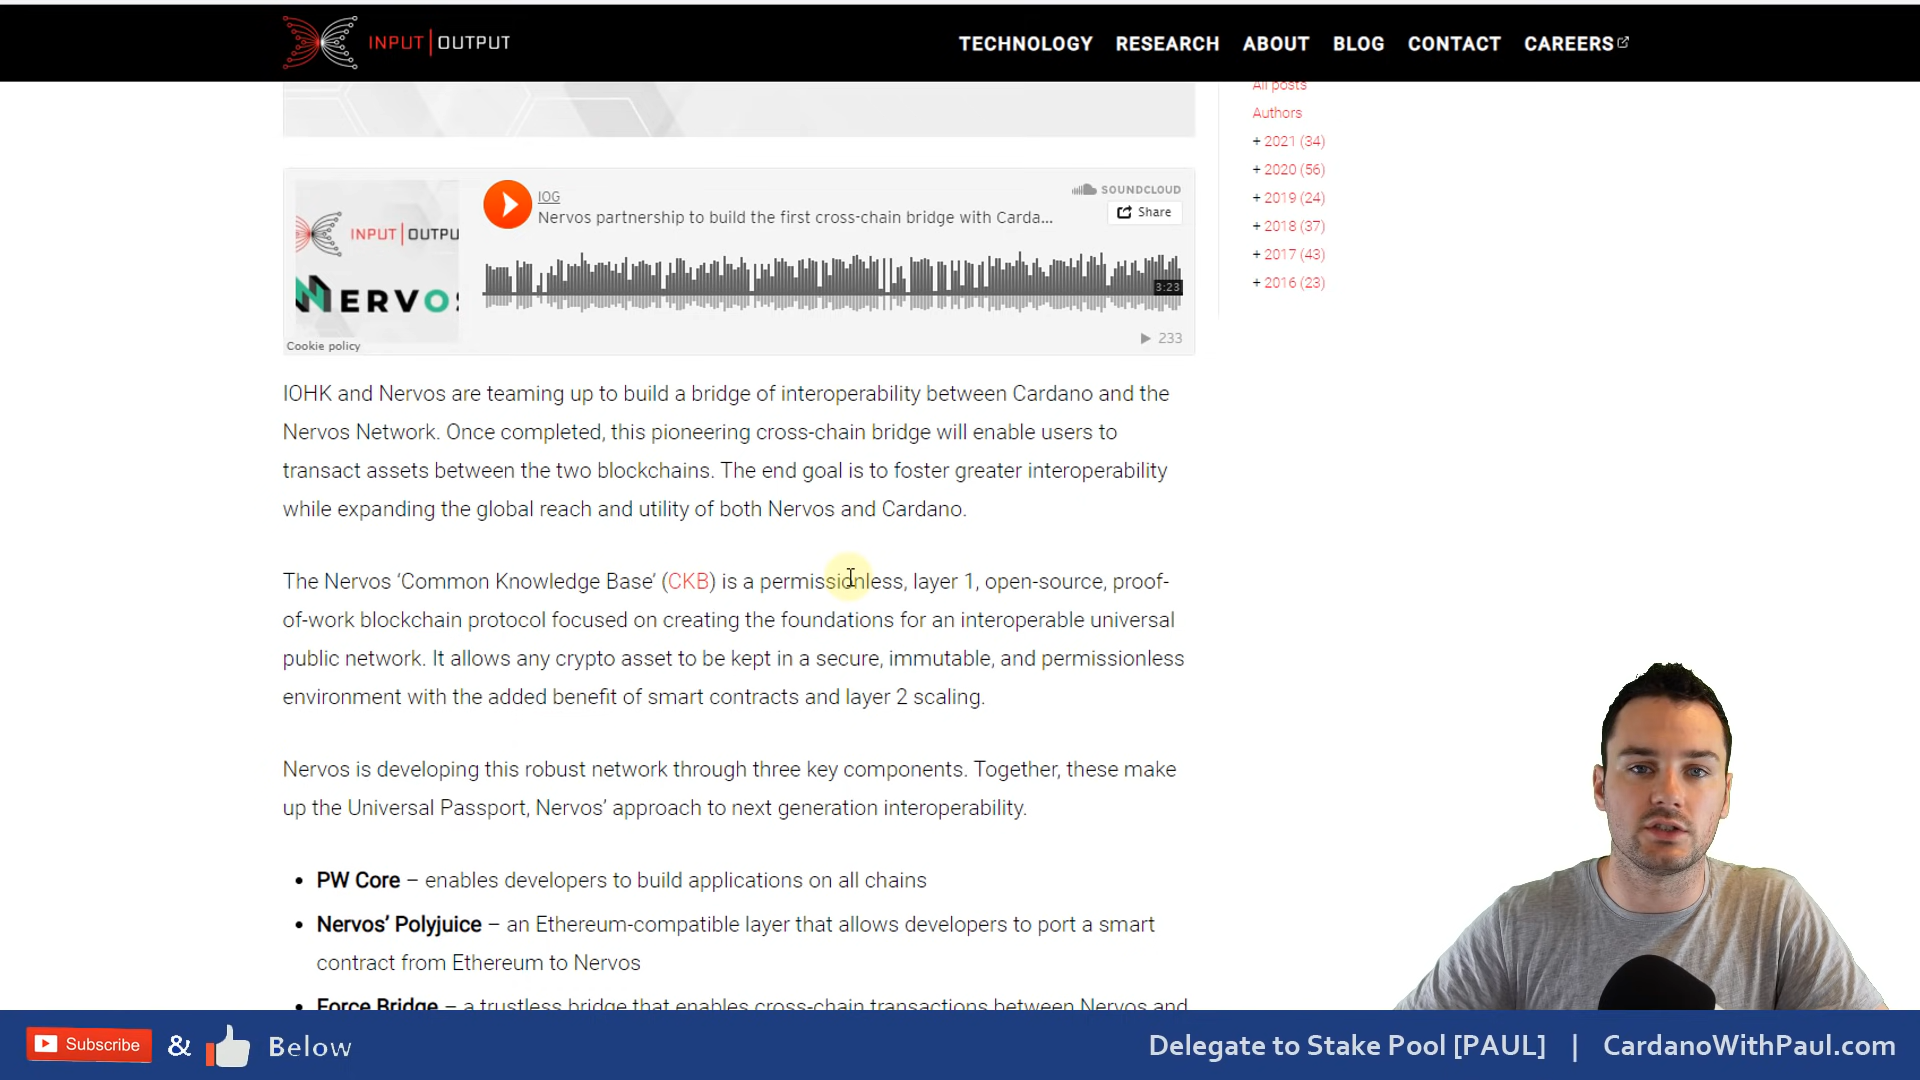 INPUT | OUTPUT
TECHNOLOGY RESEARCH ABOUT BLOG CONTACT CAREERS
All posts
Authors
+ 2021 (34)
+ 2020 (56)
+ 2019 (24)
+ 2018 (37)
+ 2017 (43)
+ 2016 (23)
INPUT | OUTPU
NERVOS
Cookie policy
IOG
Nervos partnership to build the first cross-chain bridge with Carda...
SOUNDCLOUD
Share
3:23
233
IOHK and Nervos are teaming up to build a bridge of interoperability between Cardano and the
Nervos Network. Once completed, this pioneering cross-chain bridge will enable users to
transact assets between the two blockchains. The end goal is to foster greater interoperability
while expanding the global reach and utility of both Nervos and Cardano.
The Nervos ‘Common Knowledge Base’ (CKB) is a permissionless, layer 1, open-source, proof-
of-work blockchain protocol focused on creating the foundations for an interoperable universal
public network. It allows any crypto asset to be kept in a secure, immutable, and permissionless
environment with the added benefit of smart contracts and layer 2 scaling.
Nervos is developing this robust network through three key components. Together, these make
up the Universal Passport, Nervos’ approach to next generation interoperability.
• PW Core – enables developers to build applications on all chains
• Nervos’ Polyjuice – an Ethereum-compatible layer that allows developers to port a smart
contract from Ethereum to Nervos
• Force Bridge – a trustless bridge that enables cross-chain transactions between Nervos and
Subscribe & Below
Delegate to Stake Pool [PAUL] | CardanoWithPaul.com